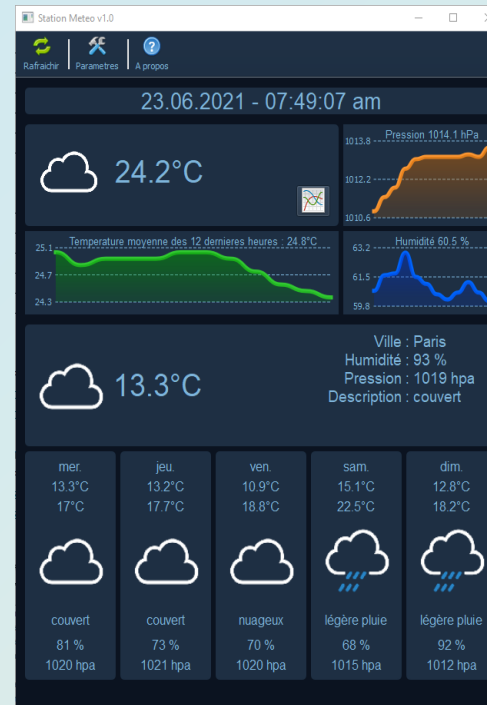 Station Meteo v1.0
Rafraichir
Parametres
A propos
23.06.2021 - 07:49:07 am
24.2°C
Pression 1014.1 hPa
1013.8
1012.2
1010.6
Temperature moyenne des 12 dernieres heures : 24.8°C
25.1
24.7
24.3
Humidité 60.5 %
63.2
61.5
59.8
13.3°C
Ville : Paris
Humidité : 93 %
Pression : 1019 hpa
Description : couvert
mer.
13.3°C
17°C
couvert
81 %
1020 hpa
jeu.
13.2°C
17.7°C
couvert
73 %
1021 hpa
ven.
10.9°C
18.8°C
nuageux
70 %
1020 hpa
sam.
15.1°C
22.5°C
légère pluie
68 %
1015 hpa
dim.
12.8°C
18.2°C
légère pluie
92 %
1012 hpa